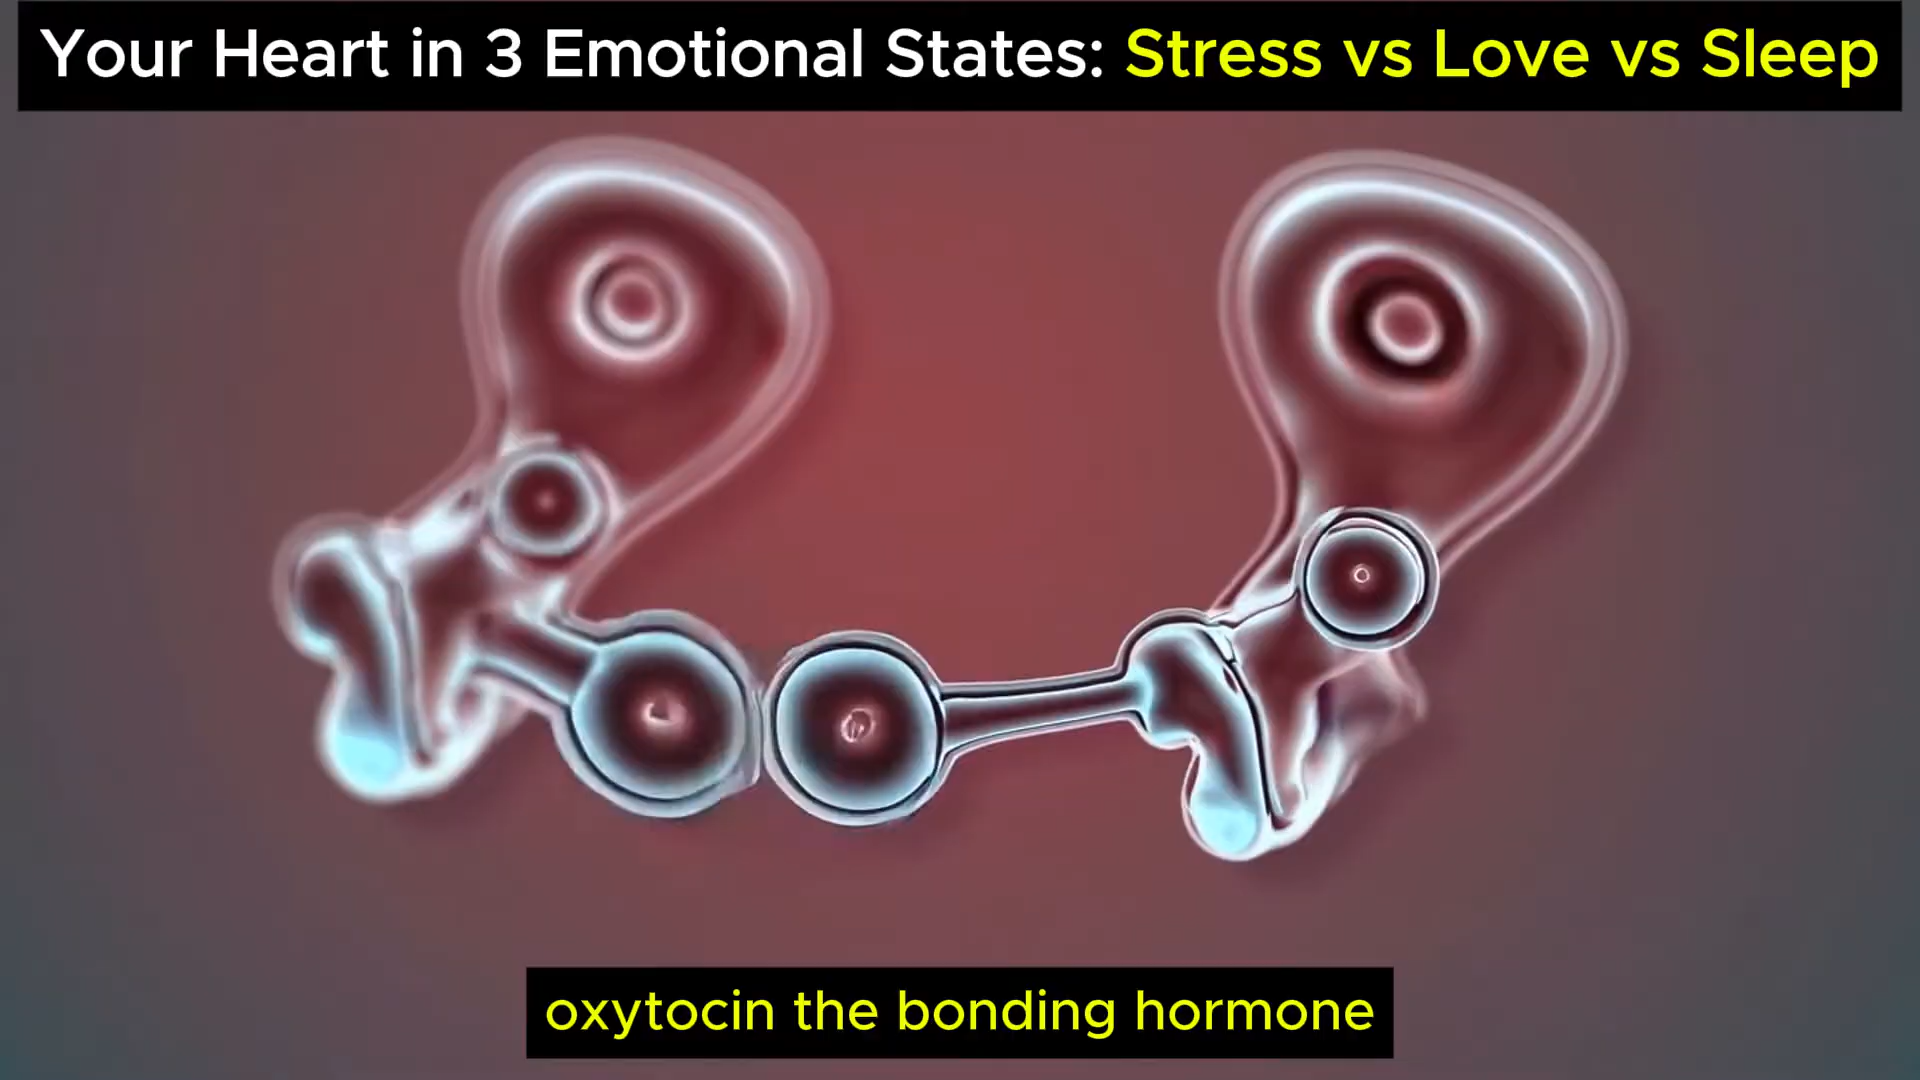 Your Heart in 3 Emotional States: Stress vs Love vs Sleep
oxytocin the bonding hormone